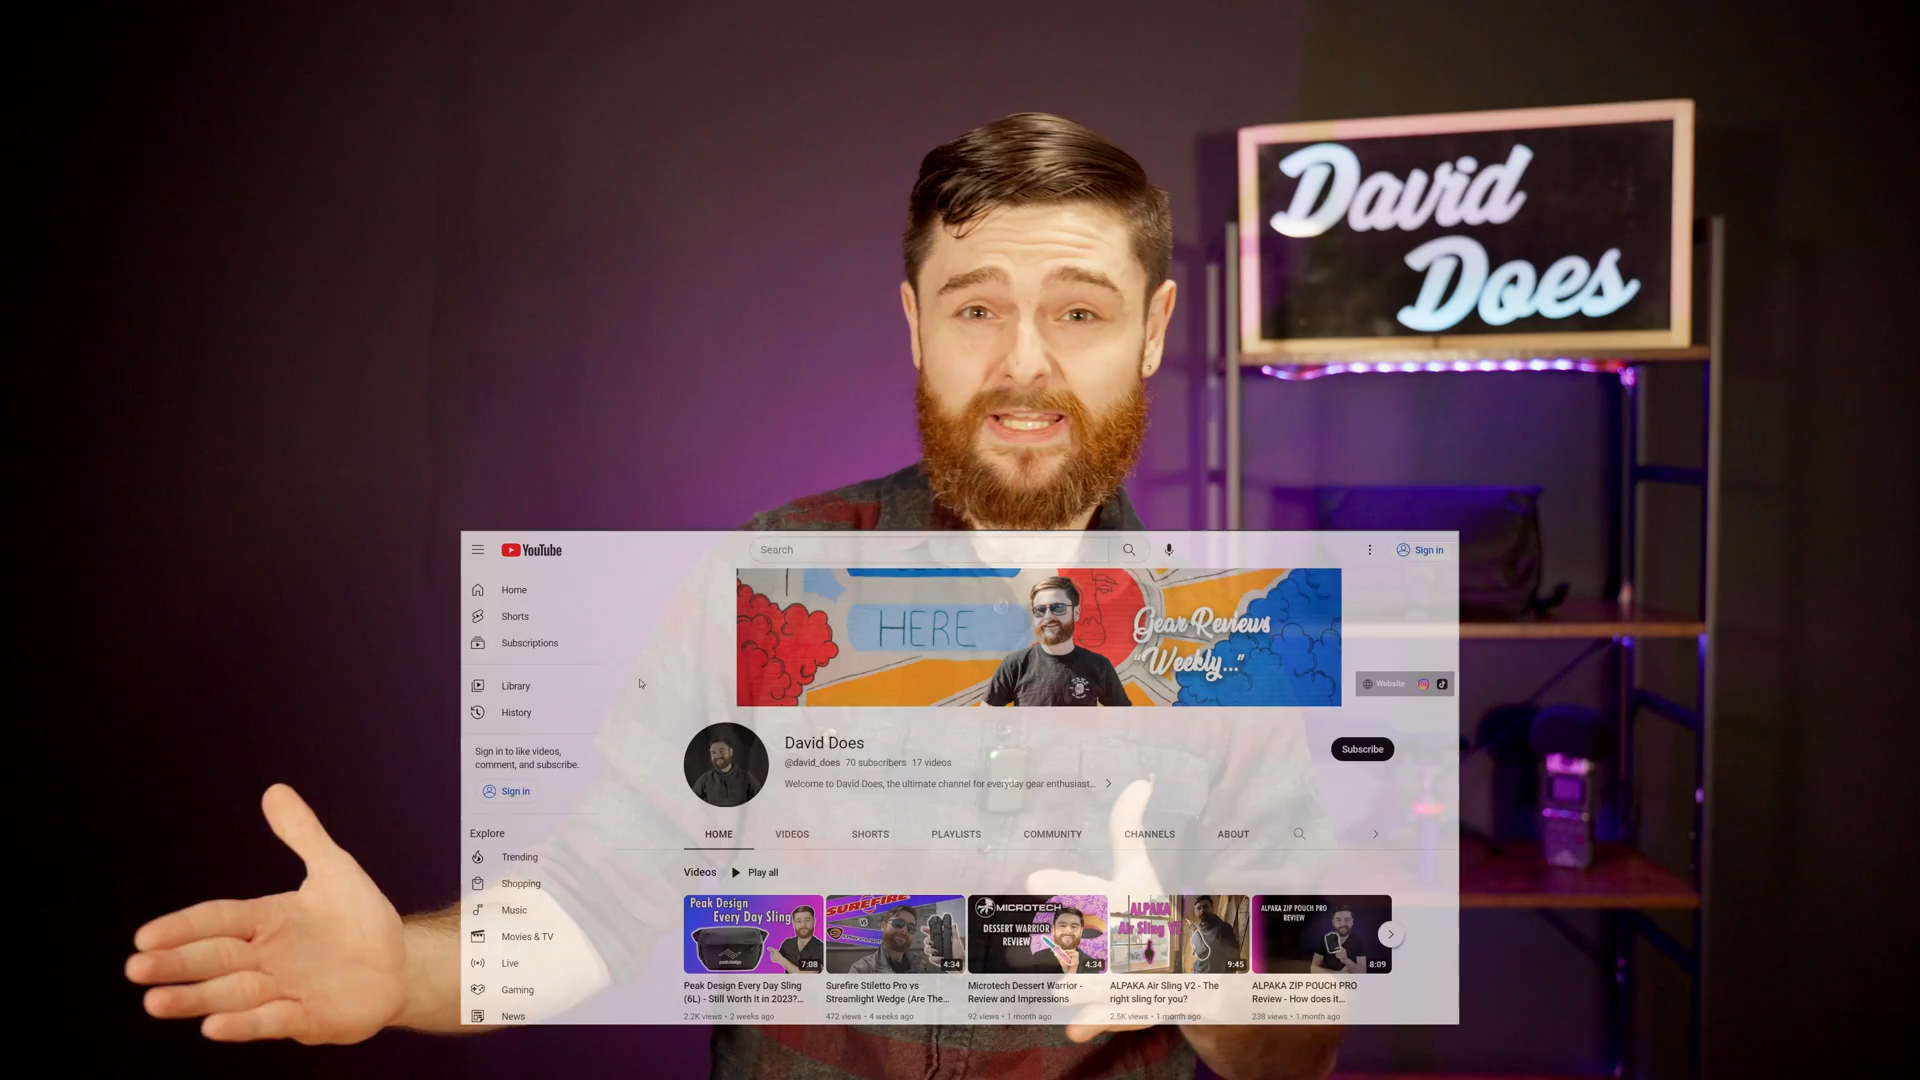 David
Does
YouTube
Search
Sign in
Home
Shorts
Subscriptions
Library
History
Sign in to like videos,
comment, and subscribe.
Sign in
Explore
Trending
Shopping
Music
Movies & TV
Live
Gaming
News
HERE
Gear Reviews
"Weekly..."
Website
David Does
@david_does 70 subscribers 17 videos
Welcome to David Does, the ultimate channel for everyday gear enthusiast...
Subscribe
HOME VIDEOS SHORTS PLAYLISTS COMMUNITY CHANNELS ABOUT
Videos Play all
Peak Design
Every Day Sling
peak design
7:08
SUREFIRE
VS
4:34
MICROTECH
DESSERT WARRIOR
REVIEW
4:34
ALPAKA
Air Sling V2
9:45
ALPAKA ZIP POUCH PRO
REVIEW
8:09
Peak Design Every Day Sling
(6L) - Still Worth it in 2023?...
2.2K views • 2 weeks ago
Surefire Stiletto Pro vs
Streamlight Wedge (Are The...
472 views • 4 weeks ago
Microtech Dessert Warrior -
Review and Impressions
92 views • 1 month ago
ALPAKA Air Sling V2 - The
right sling for you?
2.5K views • 1 month ago
ALPAKA ZIP POUCH PRO
Review - How does it...
238 views • 1 month ago